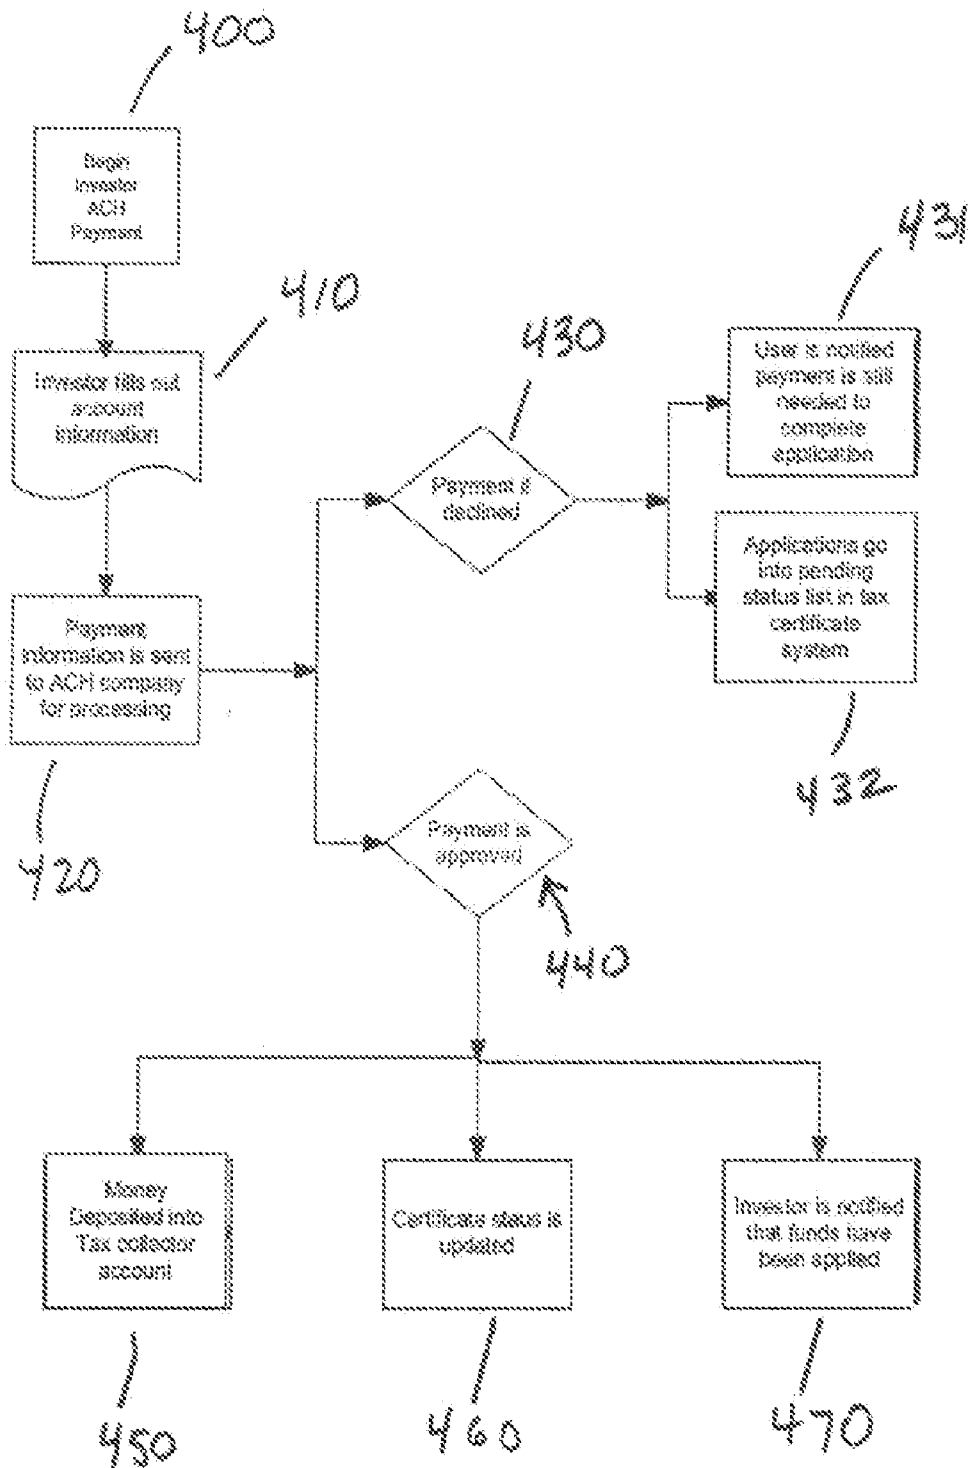 400
Begin
Investor
ACH
Payment
410
Investor fills out
account
information
Payment
information is sent
to ACH company
for processing
420
430
Payment if
declined
431
User is notified
payment is still
needed to
complete
application
Applications go
into pending
status list in tax
certificate
system
432
Payment is
approved
440
Money
Deposited into
Tax collector
account
450
Certificate staus is
updated
460
Investor is notified
that funds have
been applied
470